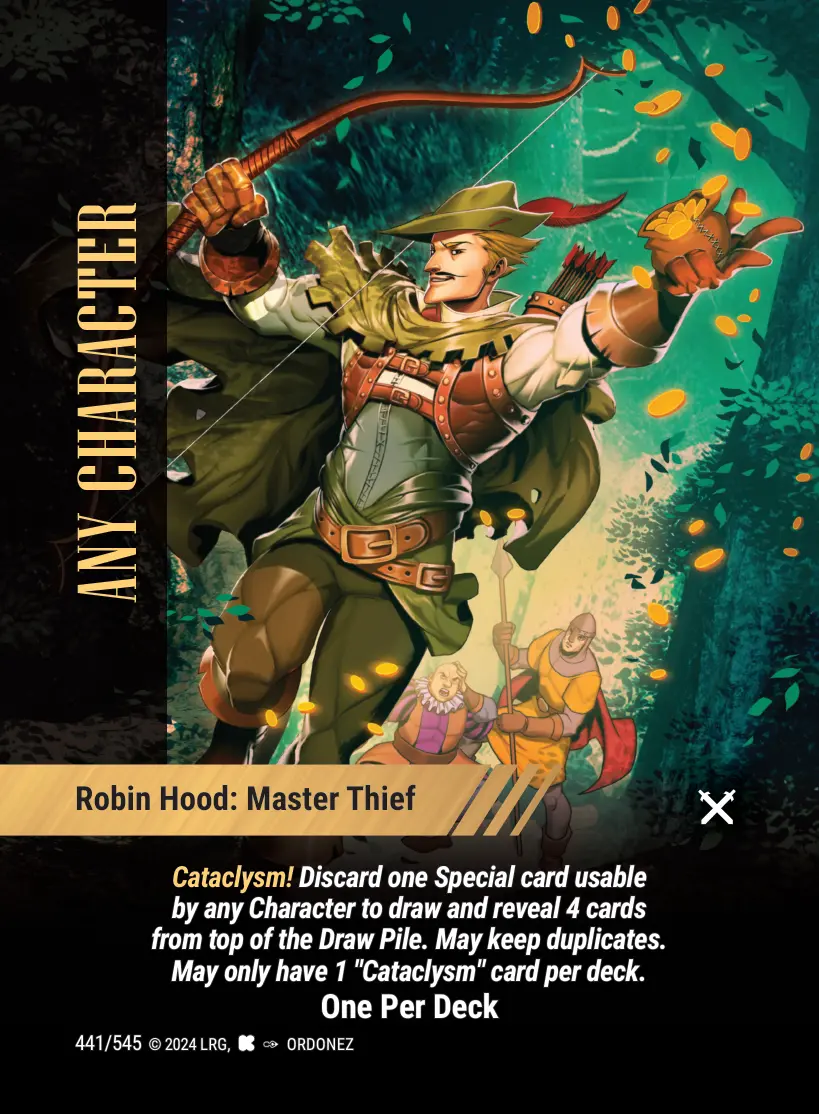 ANY CHARACTER
Robin Hood: Master Thief
Cataclysm! Discard one Special card usable
by any Character to draw and reveal 4 cards
from top of the Draw Pile. May keep duplicates.
May only have 1 "Cataclysm" card per deck.
One Per Deck
441/545 © 2024 LRG, ORDONEZ